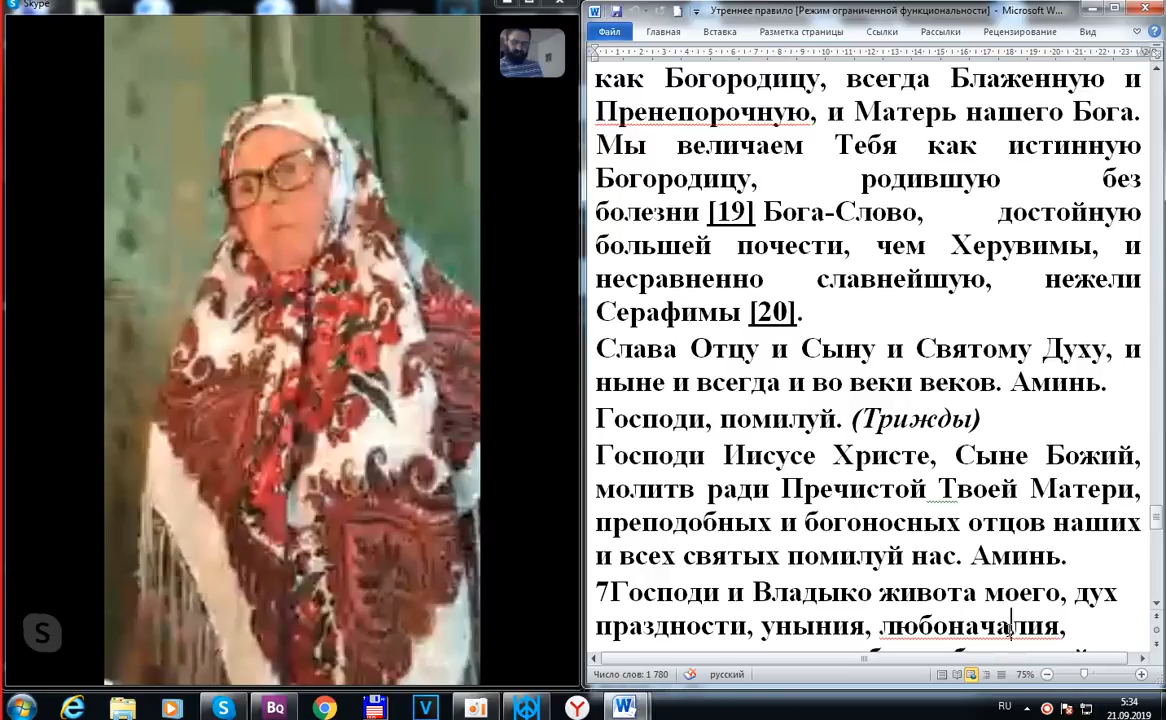 Skype
Утреннее правило [Режим ограниченной функциональности] - Microsoft W...
Файл Главная Вставка Разметка страницы Ссылки Рассылки Рецензирование Вид
как Богородицу, всегда Блаженную и
Пренепорочную, и Матерь нашего Бога.
Мы величаем Тебя как истинную
Богородицу, родившую без
болезни [19] Бога-Слово, достойную
большей почести, чем Херувимы, и
несравненно славнейшую, нежели
Серафимы [20].
Слава Отцу и Сыну и Святому Духу, и
ныне и всегда и во веки веков. Аминь.
Господи, помилуй. (Трижды)
Господи Иисусе Христе, Сыне Божий,
молитв ради Пречистой Твоей Матери,
преподобных и богоносных отцов наших
и всех святых помилуй нас. Аминь.
7Господи и Владыко живота моего, дух
праздности, уныния, любоначалия,
Число слов: 1 780 русский 75%
RU 5:34
21.09.2019